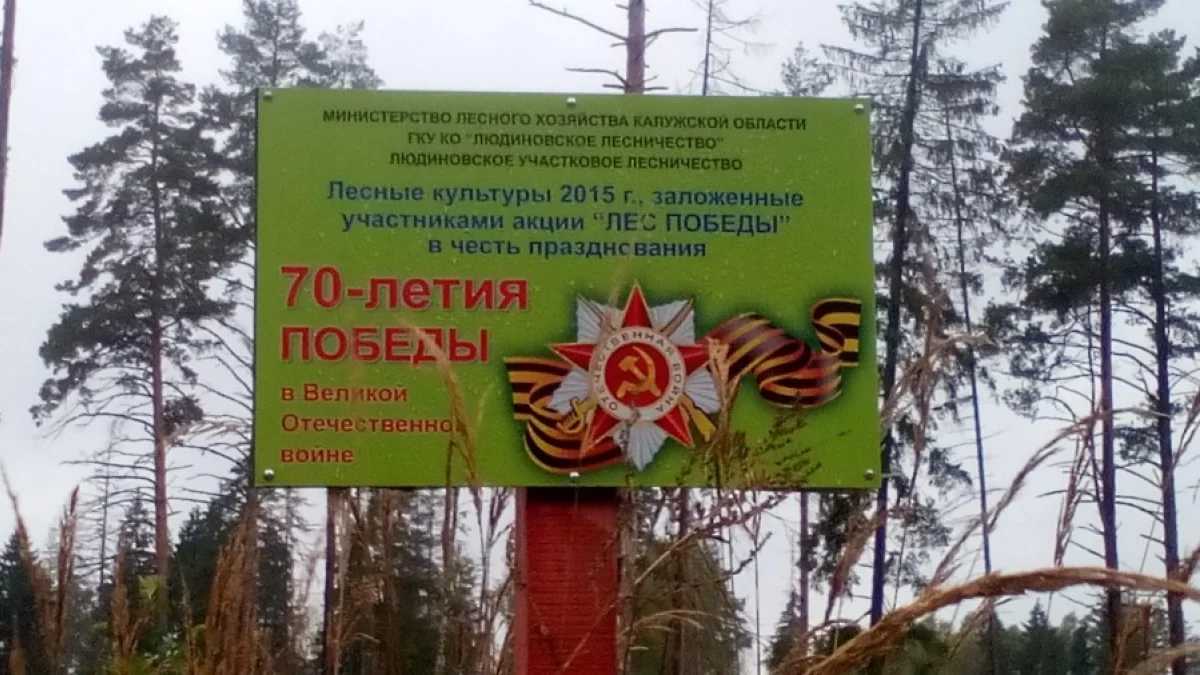 МИНИСТЕРСТВО ЛЕСНОГО ХОЗЯЙСТВА КАЛУЖСКОЙ ОБЛАСТИ
ГКУ КО "ЛЮДИНОВСКОЕ ЛЕСНИЧЕСТВО"
ЛЮДИНОВСКОЕ УЧАСТКОВОЕ ЛЕСНИЧЕСТВО
Лесные культуры 2015 г., заложенные
участниками акции "ЛЕС ПОБЕДЫ"
в честь празднования
70-летия
ПОБЕДЫ
в Великой
Отечественной
войне
ОТЕЧЕСТВЕННАЯ ВОЙНА